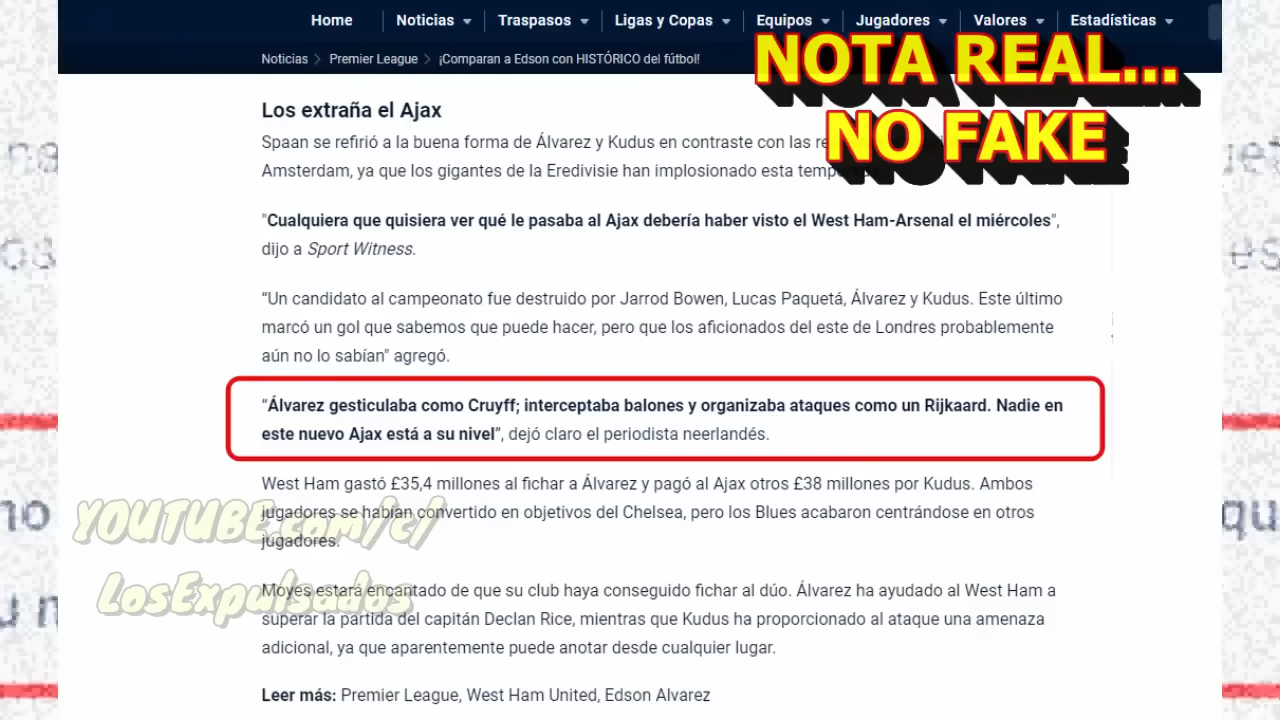 Home Noticias Traspasos Ligas y Copas Equipos Jugadores Valores Estadísticas
Noticias > Premier League > ¡Comparan a Edson con HISTÓRICO del fútbol!
NOTA REAL...
NO FAKE
Los extraña el Ajax
Spaan se refirió a la buena forma de Álvarez y Kudus en contraste con las
Amsterdam, ya que los gigantes de la Eredivisie han implosionado esta
"Cualquiera que quisiera ver qué le pasaba al Ajax debería haber visto el West Ham-Arsenal el miércoles",
dijo a Sport Witness.
“Un candidato al campeonato fue destruido por Jarrod Bowen, Lucas Paquetá, Álvarez y Kudus. Este último
marcó un gol que sabemos que puede hacer, pero que los aficionados del este de Londres probablemente
aún no lo sabían" agregó.
“Álvarez gesticulaba como Cruyff; interceptaba balones y organizaba ataques como un Rijkaard. Nadie en
este nuevo Ajax está a su nivel”, dejó claro el periodista neerlandés.
West Ham gastó £35,4 millones al fichar a Álvarez y pagó al Ajax otros £38 millones por Kudus. Ambos
jugadores se habían convertido en objetivos del Chelsea, pero los Blues acabaron centrándose en otros
jugadores.
YOUTUBE.com/c/
LosExpulsados
Moyes estará encantado de que su club haya conseguido fichar al dúo. Álvarez ha ayudado al West Ham a
superar la partida del capitán Declan Rice, mientras que Kudus ha proporcionado al ataque una amenaza
adicional, ya que aparentemente puede anotar desde cualquier lugar.
Leer más: Premier League, West Ham United, Edson Alvarez